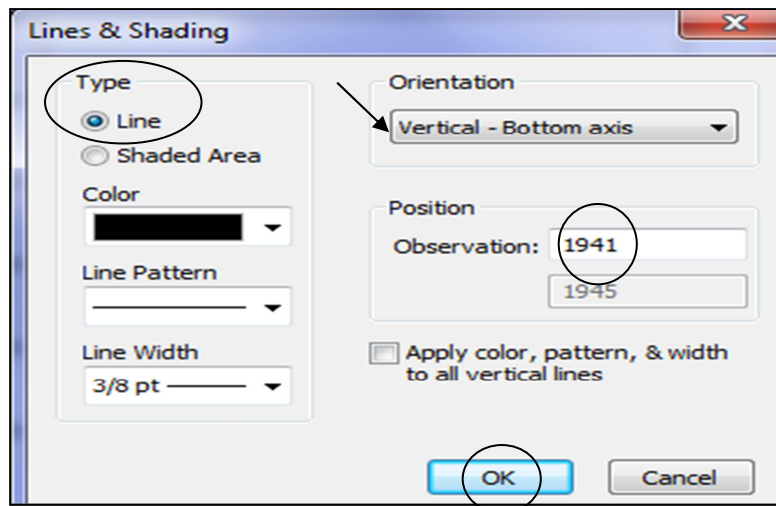 Lines & Shading
Type
Line
Shaded Area
Color
Line Pattern
Line Width
3/8 pt
Orientation
Vertical - Bottom axis
Position
Observation: 1941
1945
Apply color, pattern, & width
to all vertical lines
OK
Cancel